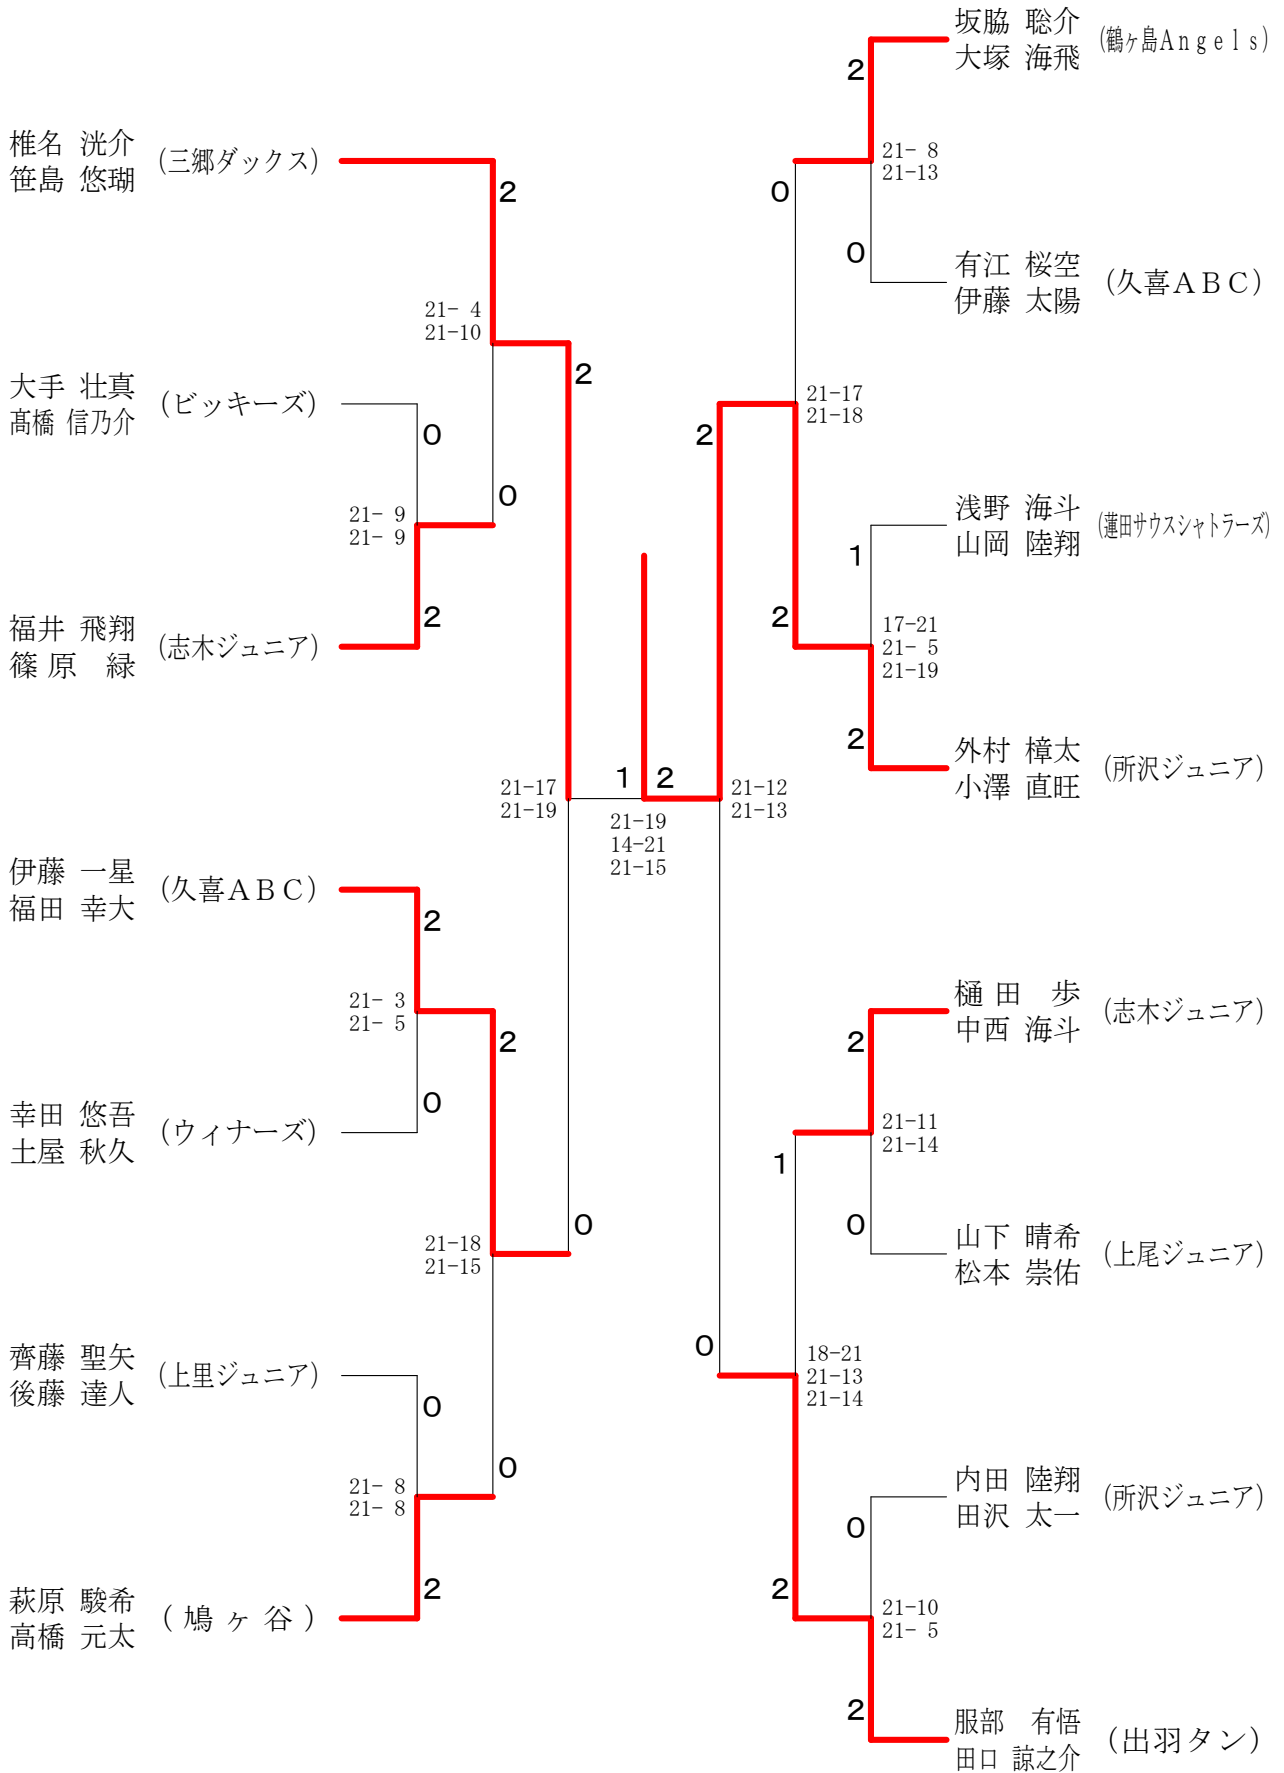 椎名 洸介
笹島 悠瑚
(三郷ダックス)
2
21- 4
21-10
大手 壮真
髙橋 信乃介
(ビッキーズ)
0
21- 9
21- 9
0
福井 飛翔
篠原 緑
(志木ジュニア)
2
2
21-17
21-19
伊藤 一星
福田 幸大
(久喜ABC)
2
21- 3
21- 5
2
幸田 悠吾
土屋 秋久
(ウィナーズ)
0
21-18
21-15
0
齊藤 聖矢
後藤 達人
(上里ジュニア)
0
21- 8
21- 8
0
萩原 駿希
高橋 元太
(鳩ヶ谷)
2
1 2
21-19
14-21
21-15
坂脇 聡介
大塚 海飛
(鶴ヶ島Angels)
2
21- 8
21-13
0
有江 桜空
伊藤 太陽
(久喜ABC)
0
21-17
21-18
2
浅野 海斗
山岡 陸翔
(蓮田サウスシャトラーズ)
1
17-21
21- 5
21-19
2
外村 樟太
小澤 直旺
(所沢ジュニア)
2
21-12
21-13
樋田 歩
中西 海斗
(志木ジュニア)
2
21-11
21-14
1
山下 晴希
松本 崇佑
(上尾ジュニア)
0
0
18-21
21-13
21-14
内田 陸翔
田沢 太一
(所沢ジュニア)
0
2
21-10
21- 5
服部 有悟
田口 諒之介
(出羽タン)
2